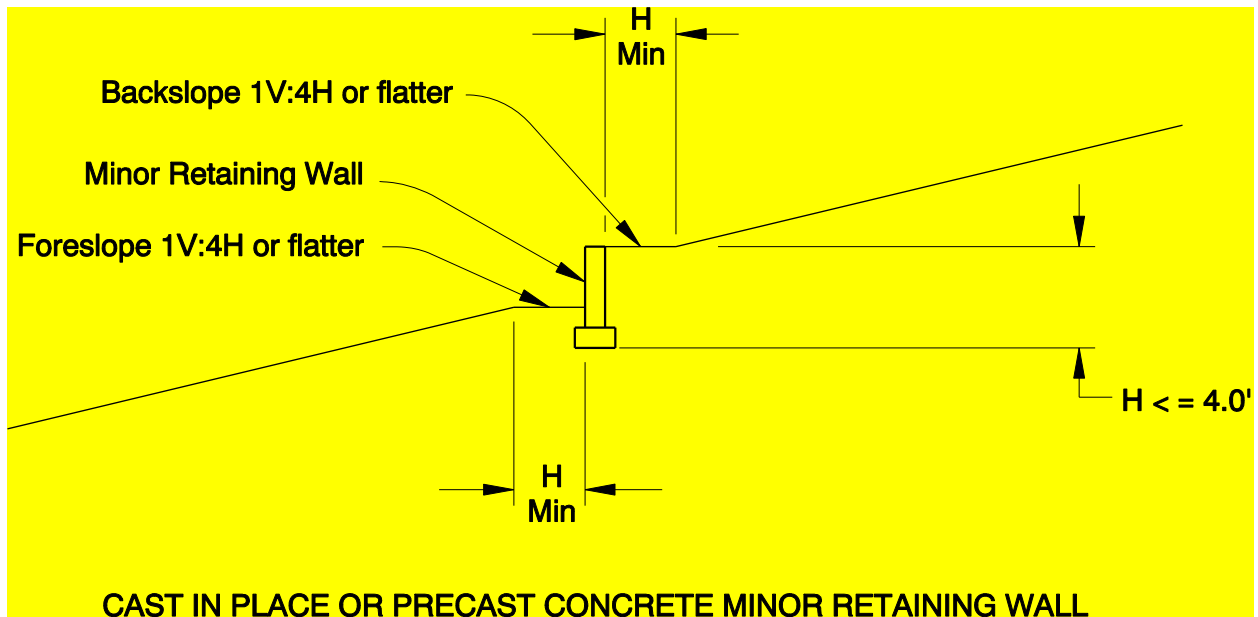 H
Min
Backslope 1V:4H or flatter
Minor Retaining Wall
Foreslope 1V:4H or flatter
H < = 4.0'
H
Min
CAST IN PLACE OR PRECAST CONCRETE MINOR RETAINING WALL